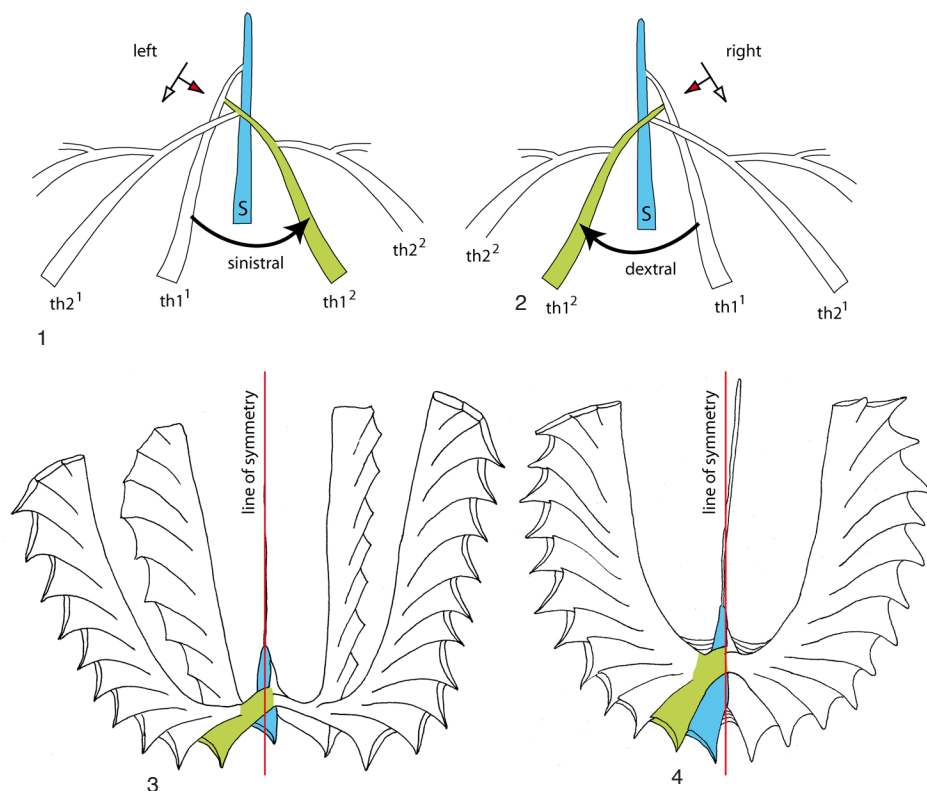 left
S
sinistral
th2¹
th1¹
th1²
th2²
1
right
S
dextral
th2²
th1²
th1¹
th2¹
2
line of symmetry
3
line of symmetry
4